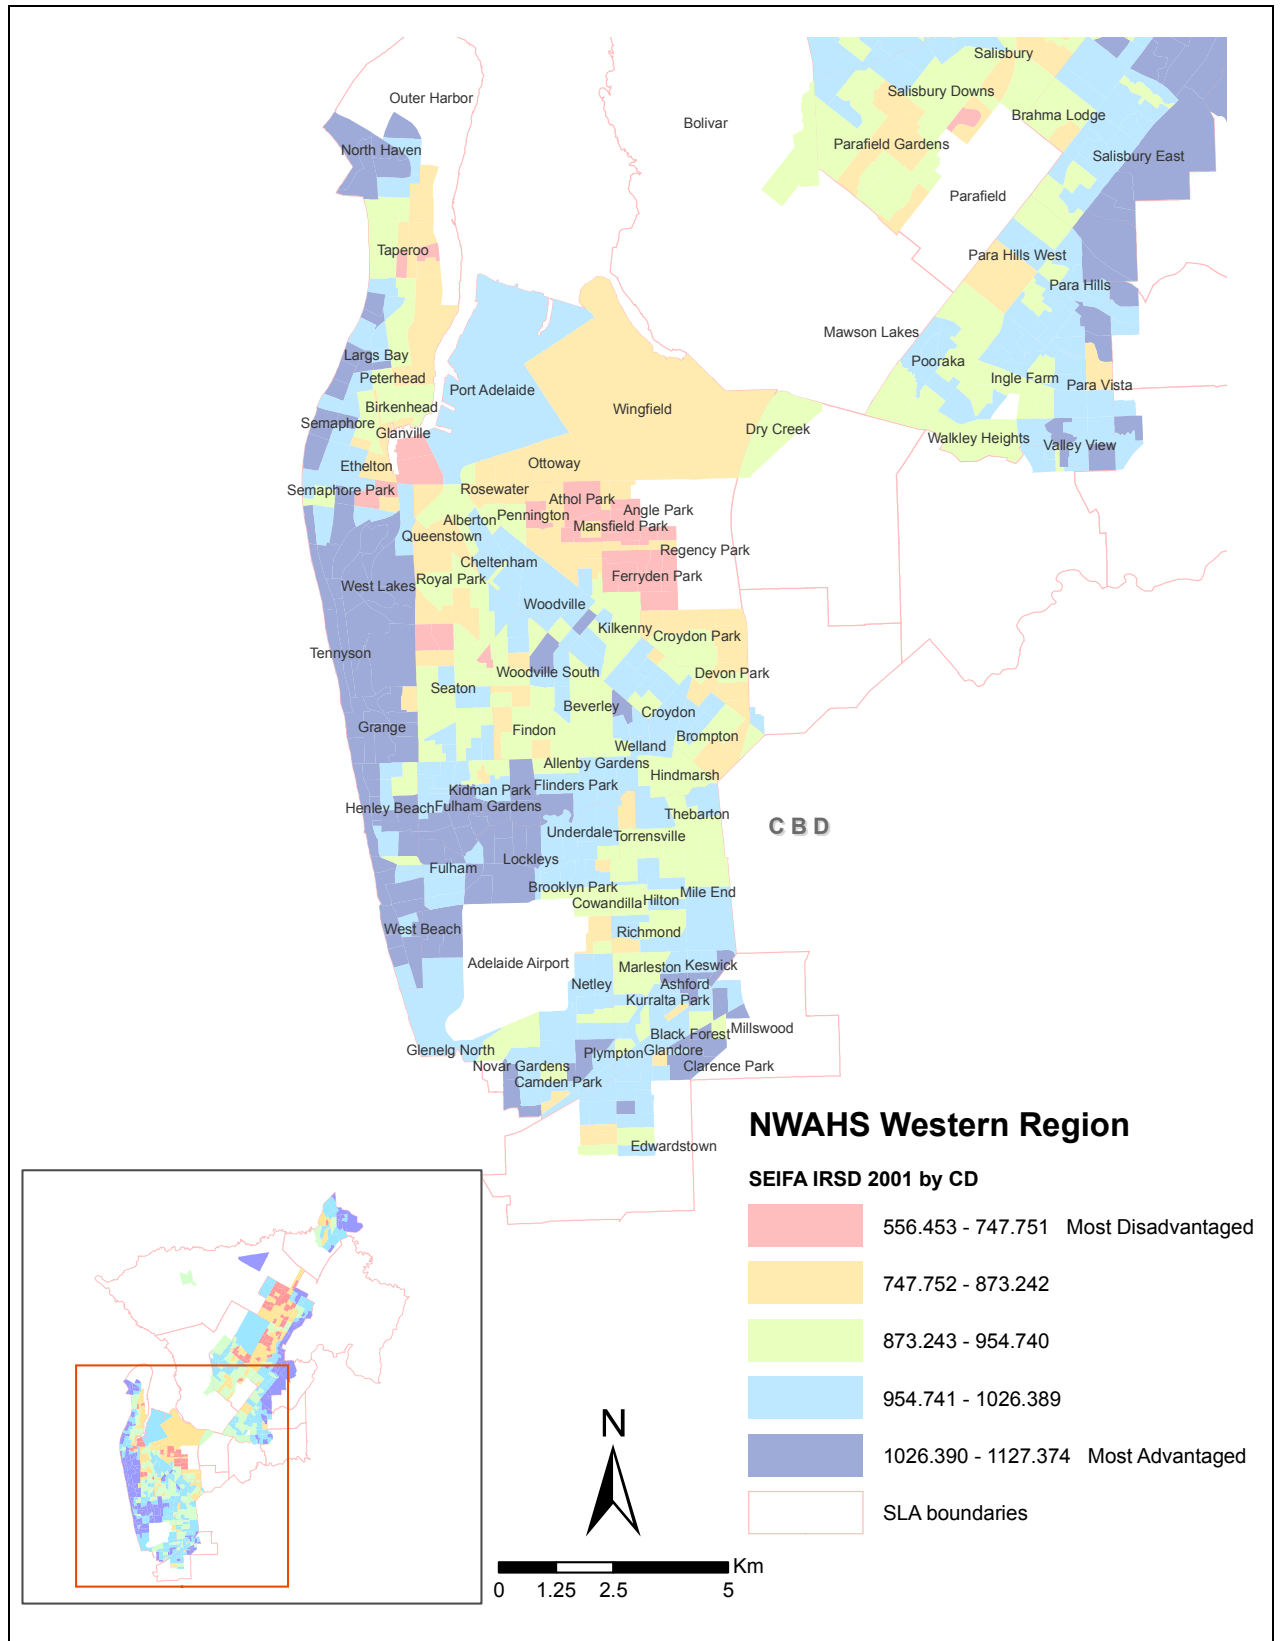 Salisbury
Outer Harbor
Salisbury Downs
Bolivar
Brahma Lodge
North Haven
Parafield Gardens
Salisbury East
Parafield
Taperoo
Para Hills West
Para Hills
Mawson Lakes
Largs Bay
Pooraka
Peterhead
Ingle Farm
Para Vista
Port Adelaide
Birkenhead
Wingfield
Semaphore
Glanville
Dry Creek
Walkley Heights
Valley View
Ethelton
Ottoway
Semaphore Park
Rosewater
Athol Park
Angle Park
Alberton
Pennington
Mansfield Park
Queenstown
Regency Park
Cheltenham
West Lakes
Royal Park
Ferryden Park
Woodville
Kilkenny
Croydon Park
Tennyson
Woodville South
Devon Park
Seaton
Beverley
Croydon
Grange
Findon
Brompton
Welland
Allenby Gardens
Hindmarsh
Kidman Park
Flinders Park
Henley Beach
Fulham Gardens
Thebarton
CBD
Underdale
Torrensville
Fulham
Lockleys
Brooklyn Park
Mile End
Cowandilla
Hilton
West Beach
Richmond
Adelaide Airport
Marleston
Keswick
Netley
Ashford
Kurralta Park
Black Forest
Millswood
Glenelg North
Plympton
Glandore
Novar Gardens
Clarence Park
Camden Park
Edwardstown
NWAHS Western Region
SEIFA IRSD 2001 by CD
556.453 - 747.751 Most Disadvantaged
747.752 - 873.242
873.243 - 954.740
954.741 - 1026.389
1026.390 - 1127.374 Most Advantaged
SLA boundaries
N
Km
0 1.25 2.5 5